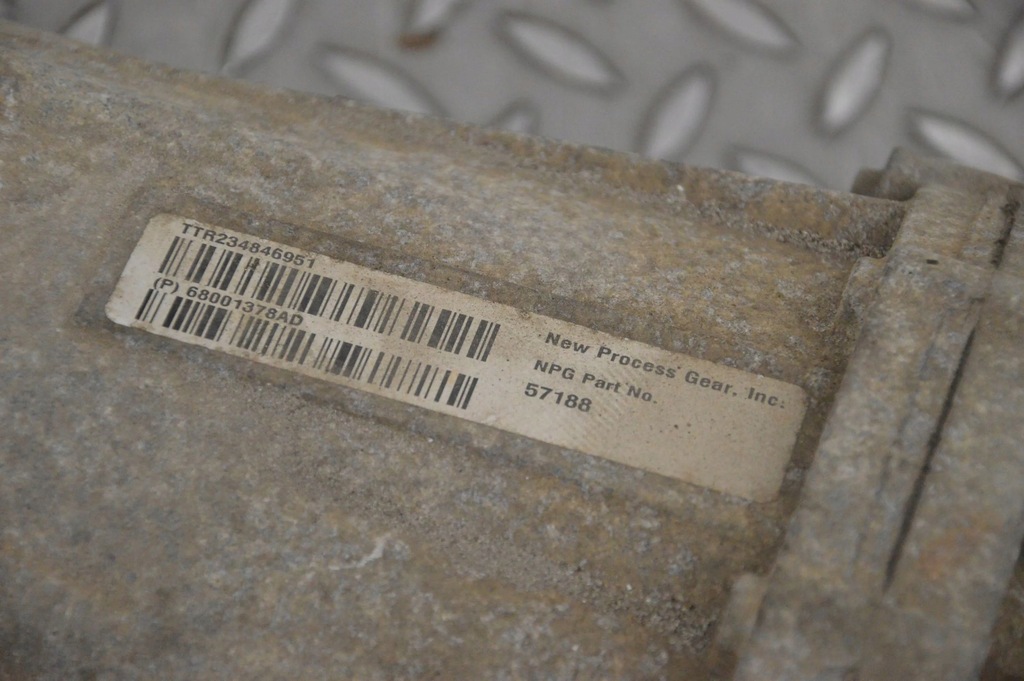 TTR234846951
(P) 68001378AD
New Process Gear, Inc.
NPG Part No.
57188